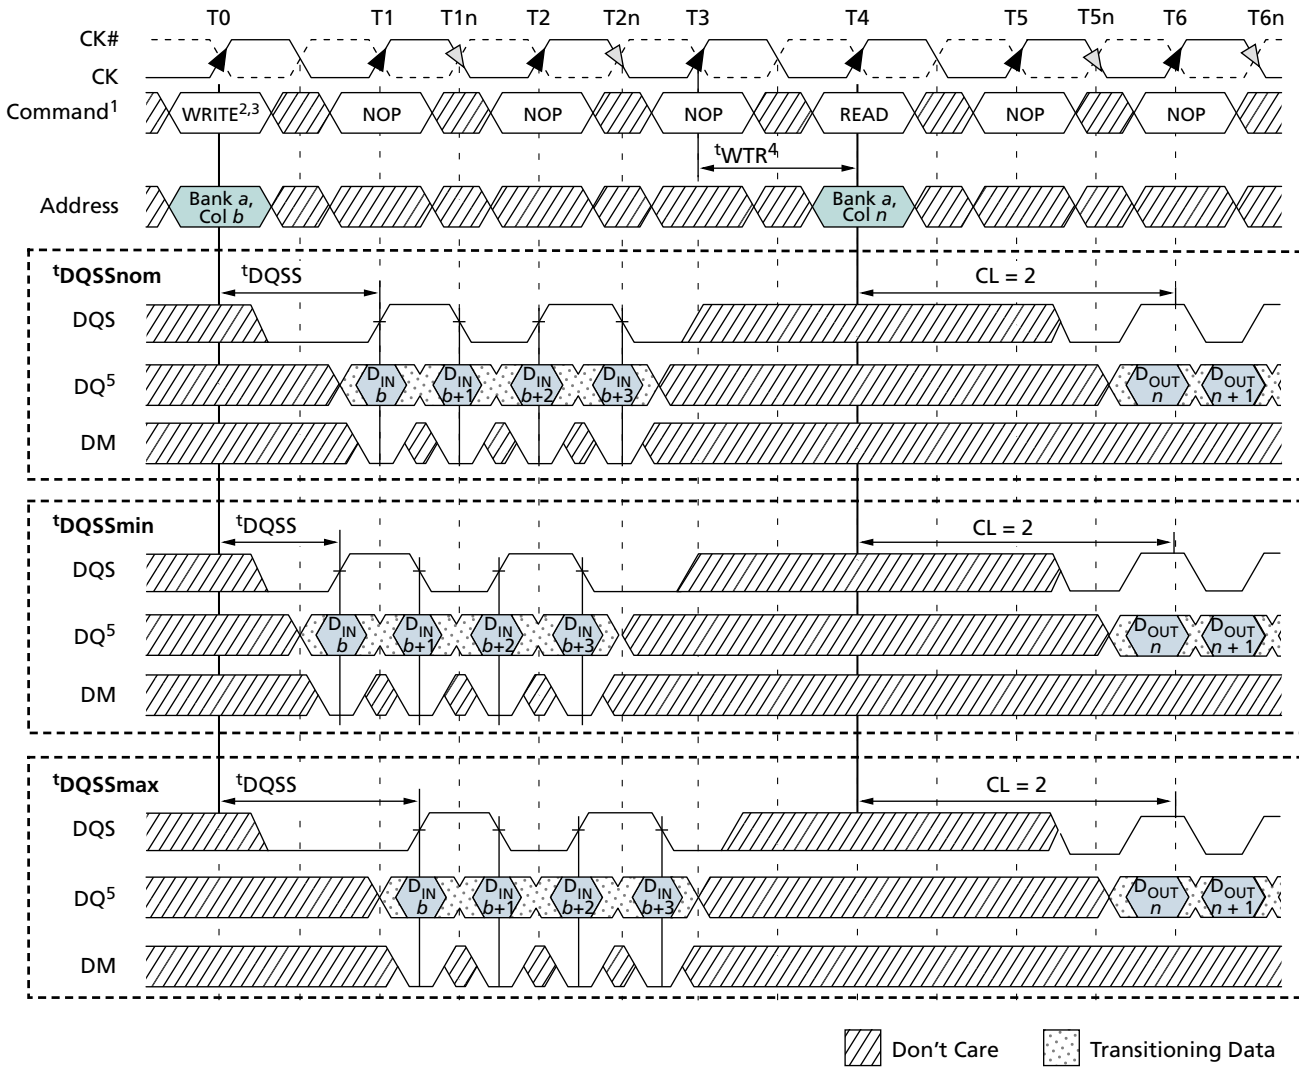 T0 T1 T1n T2 T2n T3 T4 T5 T5n T6 T6n
CK#
CK
Command1 WRITE2,3 NOP NOP NOP READ NOP NOP
tWTR4
Address Bank a, Col b Bank a, Col n
tDQSSnom tDQSS CL = 2
DQS
DQ5 DIN b DIN b+1 DIN b+2 DIN b+3 DOUT n DOUT n + 1
DM
tDQSSmin tDQSS CL = 2
DQS
DQ5 DIN b DIN b+1 DIN b+2 DIN b+3 DOUT n DOUT n + 1
DM
tDQSSmax tDQSS CL = 2
DQS
DQ5 DIN b DIN b+1 DIN b+2 DIN b+3 DOUT n DOUT n + 1
DM
Don't Care Transitioning Data